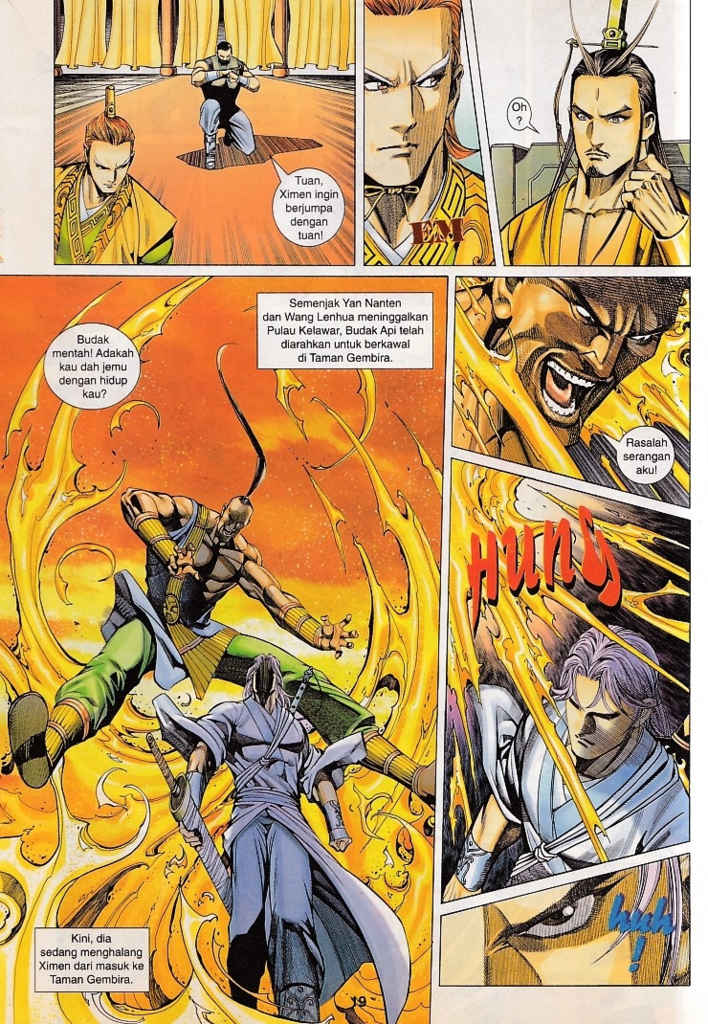 Tuan,
Ximen ingin
berjumpa
dengan
tuan!
EM
Oh
?
Budak
mentah! Adakah
kau dah jemu
dengan hidup
kau?
Semenjak Yan Nanten
dan Wang Lenhua meninggalkan
Pulau Kelawar, Budak Api telah
diarahkan untuk berkawal
di Taman Gembira.
Rasalah
serangan
aku!
HUNG
huh
!
Kini, dia
sedang menghalang
Ximen dari masuk ke
Taman Gembira.
19